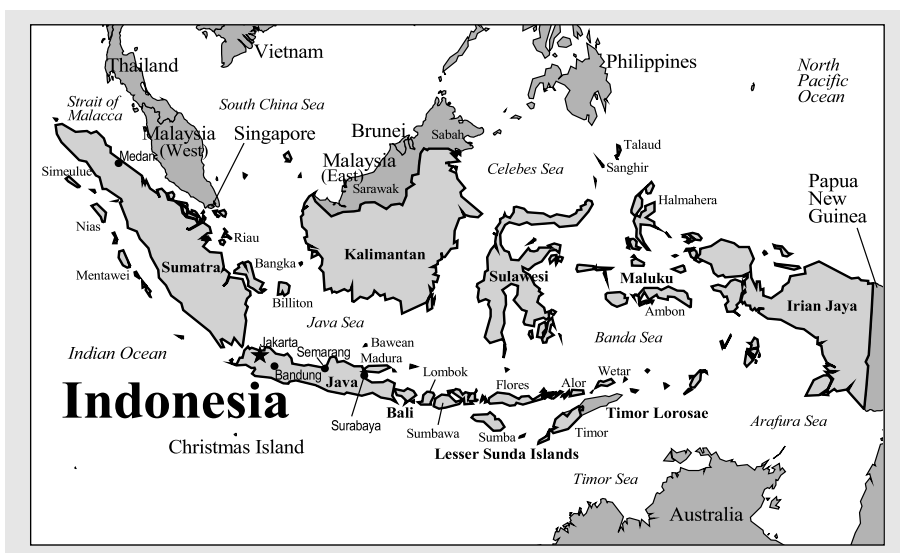 Vietnam
Thailand
Philippines
North
Pacific
Ocean
Strait of
Malacca
South China Sea
Malaysia
(West)
Singapore
Brunei
Sabah
Talaud
Medan
Malaysia
(East)
Celebes Sea
Sanghir
Simeulue
Sarawak
Papua
New
Guinea
Halmahera
Nias
Riau
Kalimantan
Sumatra
Bangka
Mentawei
Sulawesi
Maluku
Billiton
Irian Jaya
Ambon
Java Sea
Banda Sea
Indian Ocean
Jakarta
Bawean
Semarang
Madura
Bandung
Java
Lombok
Wetar
Flores
Alor
Indonesia
Bali
Timor Lorosae
Surabaya
Sumbawa
Sumba
Timor
Arafura Sea
Christmas Island
Lesser Sunda Islands
Timor Sea
Australia